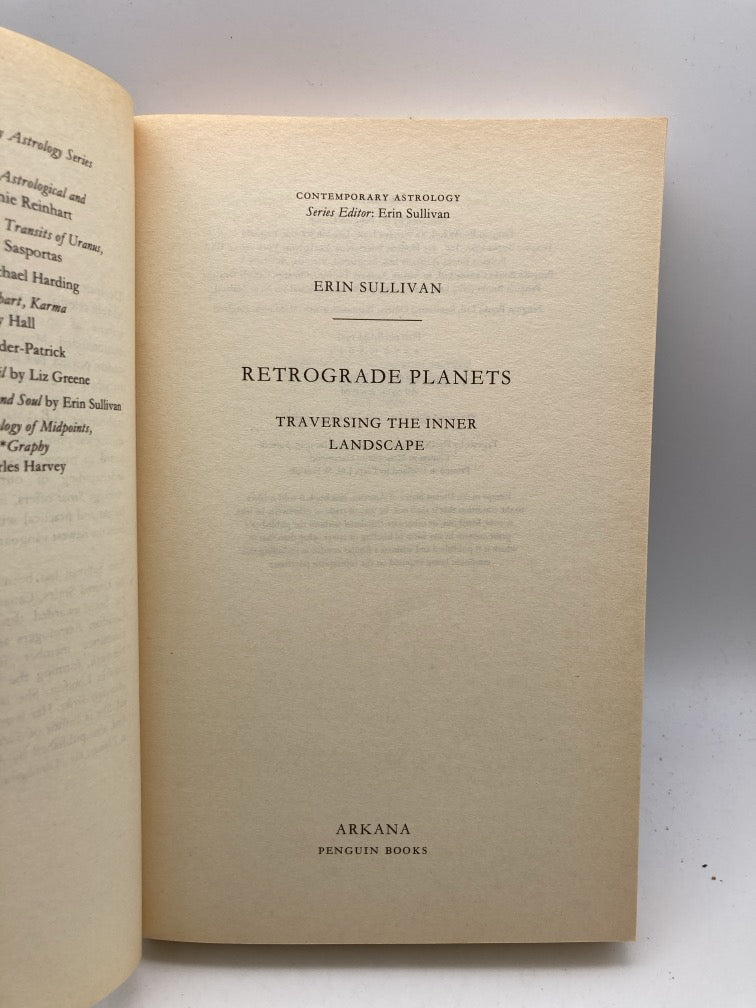 Astrology Series
Astrological and
nie Reinhart
Transits of Uranus,
Sasportas
chael Harding
Karma
Hall
der-Patrick
by Liz Greene
nd Soul by Erin Sullivan
logy of Midpoints,
*Graphy
rles Harvey
CONTEMPORARY ASTROLOGY
Series Editor: Erin Sullivan
ERIN SULLIVAN
RETROGRADE PLANETS
TRAVERSING THE INNER
LANDSCAPE
ARKANA
PENGUIN BOOKS